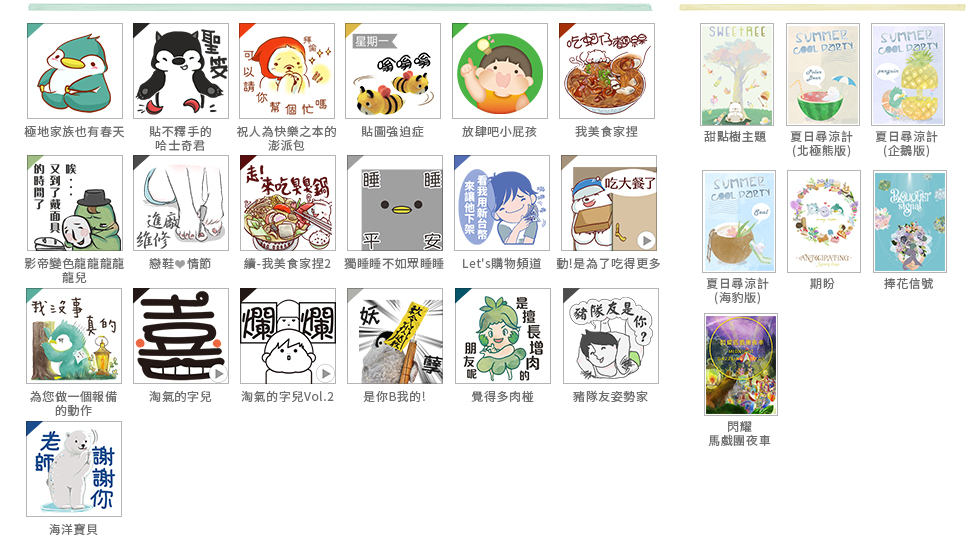 聖筊
可以請你幫個忙嗎
拜偷
星期一
嗡嗡嗡
吃蚵仔麵線
極地家族也有春天
貼不釋手的
哈士奇君
祝人為快樂之本的
澎派包
貼圖強迫症
放肆吧小屁孩
我美食家捏
唉...
又到了戴面具
的時間了
進廠
維修
走!
來吃臭臭鍋
睡 睡
平 安
看我用新台幣
來讓他下架
吃大餐了
影帝變色龍龍龍龍
龍兒
戀鞋❤情節
續-我美食家捏2
獨睡睡不如眾睡睡
Let's購物頻道
動!是為了吃得更多
我沒事
真的
囍
爛 爛
妖
孽
是擅長增肉的
朋友呢
豬隊友是你?
為您做一個報備
的動作
淘氣的字兒
淘氣的字兒Vol.2
是你B我的!
覺得多肉椪
豬隊友姿勢家
老師
謝謝你
海洋寶貝
SWEETREE
SUMMER
COOL PARTY
Polar
Bear
SUMMER
COOL PARTY
penguin
甜點樹主題
夏日尋涼計
(北極熊版)
夏日尋涼計
(企鵝版)
SUMMER
COOL PARTY
Seal
ANTICIPATING
Bouquet
signal
夏日尋涼計
(海豹版)
期盼
捧花信號
閃耀
馬戲團夜車